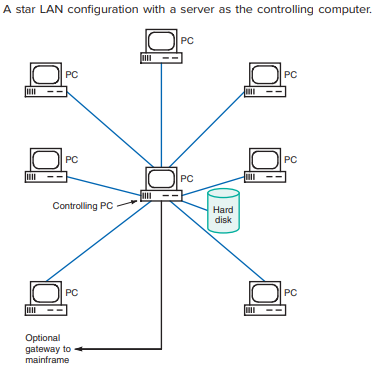 A star LAN configuration with a server as the controlling computer.
PC
PC
PC
PC
PC
PC
Controlling PC
Hard
disk
PC
PC
Optional
gateway to
mainframe